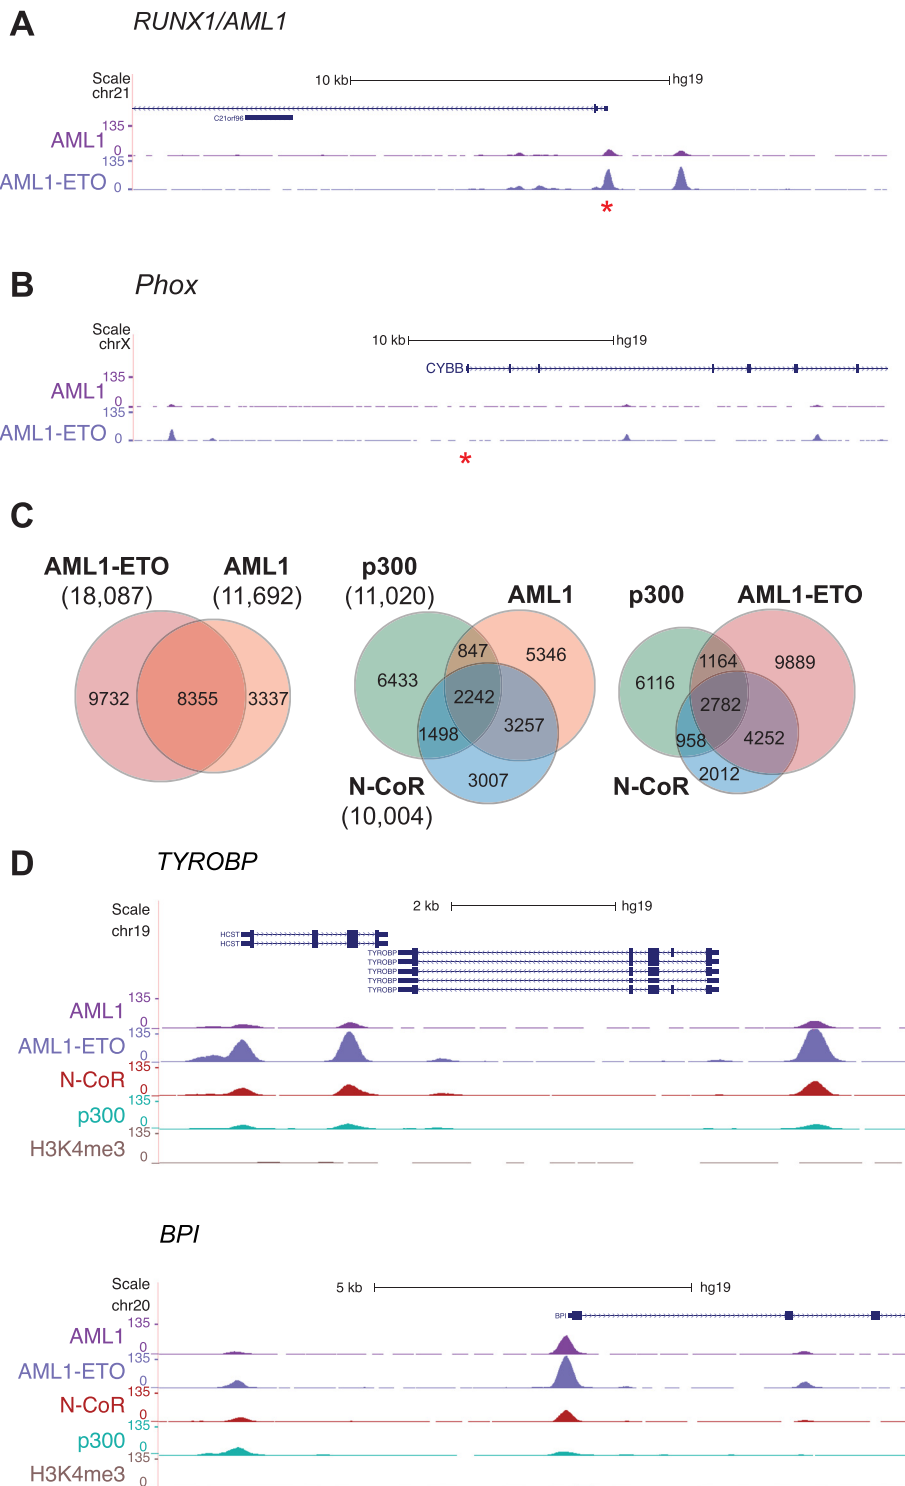 A RUNX1/AML1
Scale 10 kb hg19
chr21
C21orf96
135
AML1 0
135
AML1-ETO 0
*
B Phox
Scale 10 kb hg19
chrX
CYBB
135
AML1 0
135
AML1-ETO 0
*
C
AML1-ETO AML1 p300
(18,087) (11,692) (11,020) AML1 p300 AML1-ETO
847 5346 1164 9889
6433 6116
9732 8355 3337 2242 2782
1498 3257 958 4252
3007 2012
N-CoR N-CoR
(10,004)
D TYROBP
Scale 2 kb hg19
chr19
HCST
HCST
TYROBP
TYROBP
TYROBP
TYROBP
TYROBP
135
AML1 0
135
AML1-ETO 0
135
N-CoR 0
135
p300 0
135
H3K4me3 0
BPI
Scale 5 kb hg19
chr20
BPI
135
AML1 0
135
AML1-ETO 0
135
N-CoR 0
135
p300 0
135
H3K4me3 0